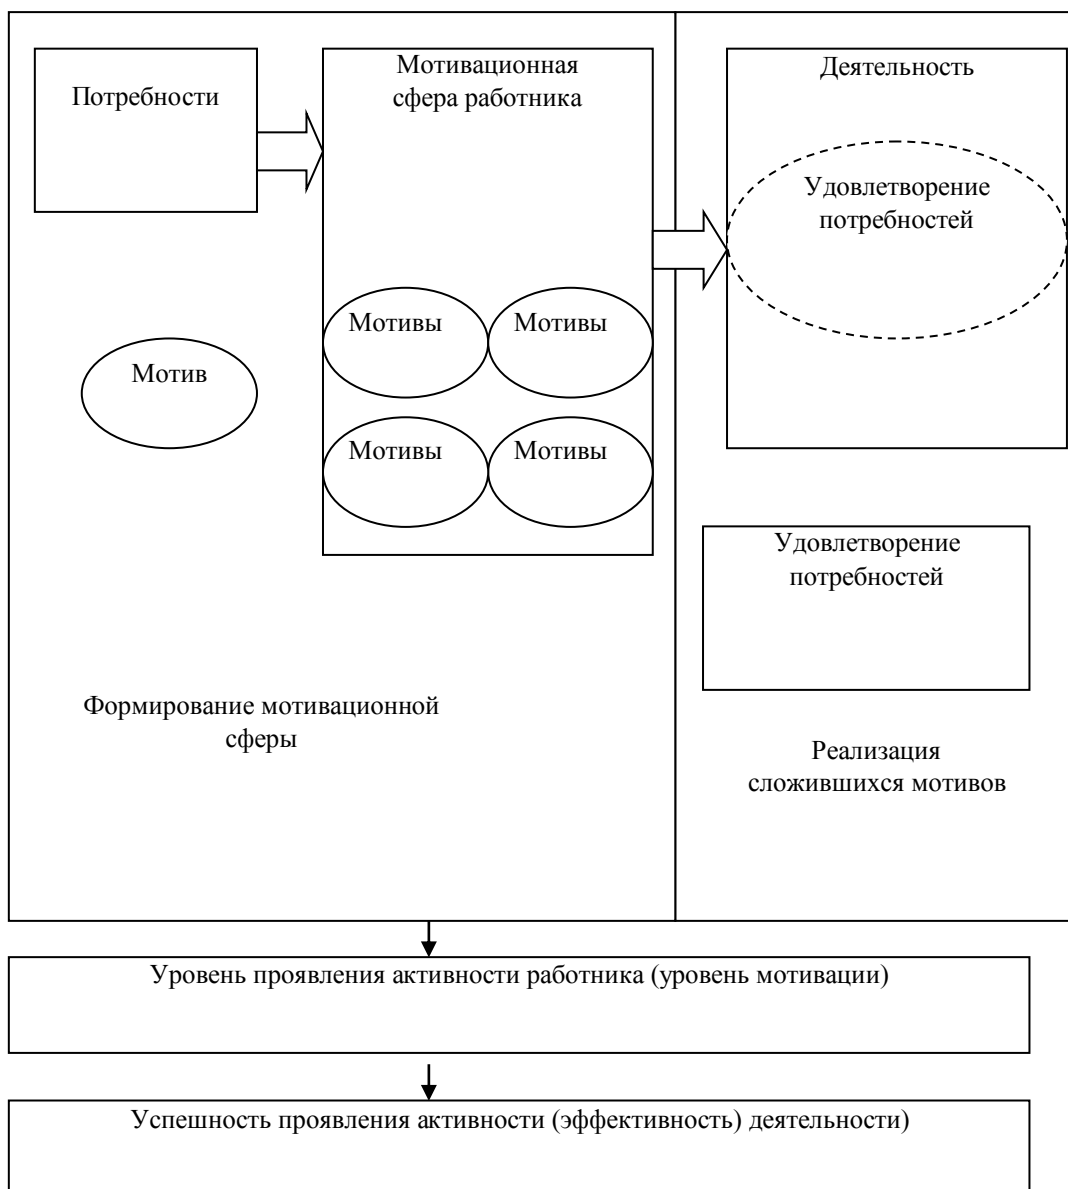 Потребности
Мотивационная
сфера работника
Мотивы
Мотивы
Мотив
Мотивы
Мотивы
Формирование мотивационной
сферы
Деятельность
Удовлетворение
потребностей
Удовлетворение
потребностей
Реализация
сложившихся мотивов
Уровень проявления активности работника (уровень мотивации)
Успешность проявления активности (эффективность) деятельности)